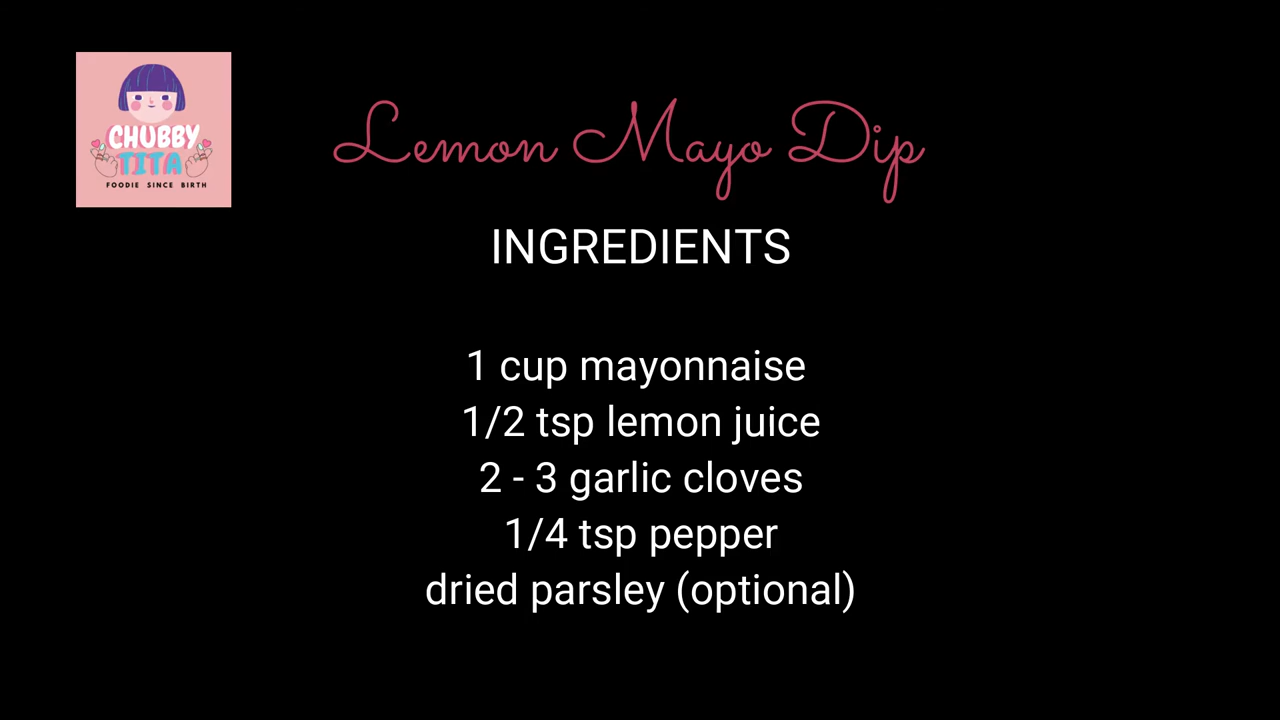 CHUBBY
TITA
FOODIE SINCE BIRTH
Lemon Mayo Dip
INGREDIENTS
1 cup mayonnaise
1/2 tsp lemon juice
2 - 3 garlic cloves
1/4 tsp pepper
dried parsley (optional)